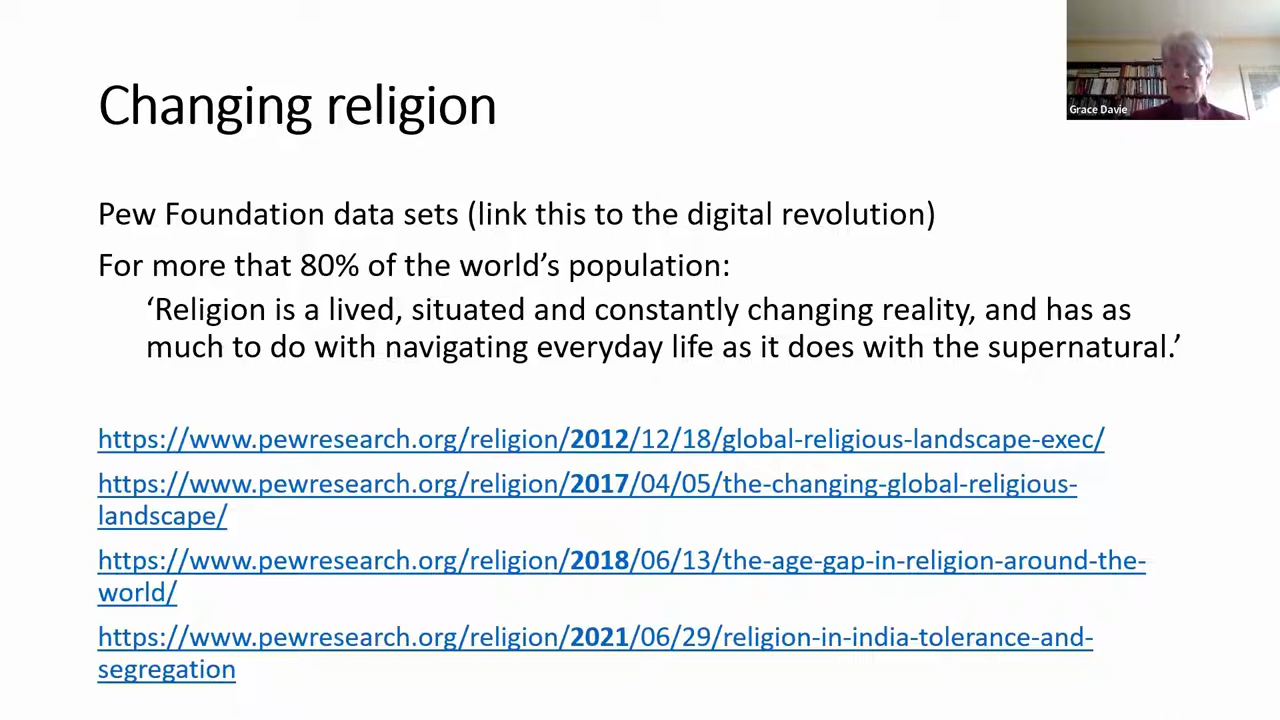 Grace Davie
Changing religion
Pew Foundation data sets (link this to the digital revolution)
For more that 80% of the world’s population:
‘Religion is a lived, situated and constantly changing reality, and has as
much to do with navigating everyday life as it does with the supernatural.’
https://www.pewresearch.org/religion/2012/12/18/global-religious-landscape-exec/
https://www.pewresearch.org/religion/2017/04/05/the-changing-global-religious-
landscape/
https://www.pewresearch.org/religion/2018/06/13/the-age-gap-in-religion-around-the-
world/
https://www.pewresearch.org/religion/2021/06/29/religion-in-india-tolerance-and-
segregation